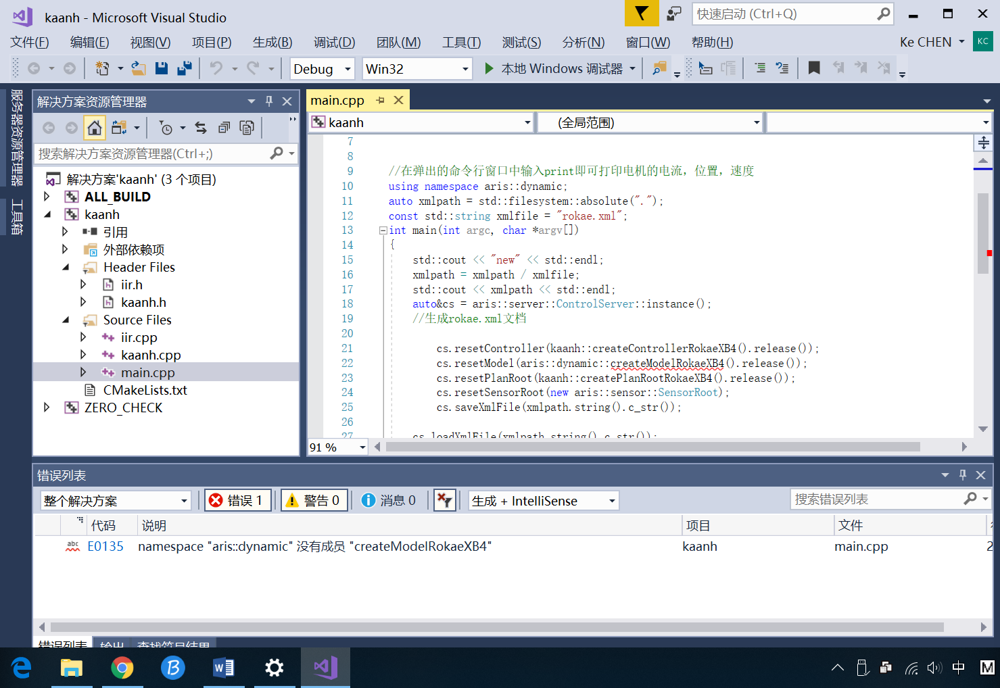 kaanh - Microsoft Visual Studio
快速启动 (Ctrl+Q)
文件(F) 编辑(E) 视图(V) 项目(P) 生成(B) 调试(D) 团队(M) 工具(T) 测试(S) 分析(N) 窗口(W) 帮助(H) Ke CHEN KC
Debug Win32 本地 Windows 调试器
服务器资源管理器
工具箱
解决方案资源管理器
搜索解决方案资源管理器(Ctrl+;)
解决方案'kaanh' (3 个项目)
ALL_BUILD
kaanh
引用
外部依赖项
Header Files
iir.h
kaanh.h
Source Files
iir.cpp
kaanh.cpp
main.cpp
CMakeLists.txt
ZERO_CHECK
main.cpp
kaanh (全局范围)
7
8
9 //在弹出的命令行窗口中输入print即可打印电机的电流，位置，速度
10 using namespace aris::dynamic;
11 auto xmlpath = std::filesystem::absolute(".");
12 const std::string xmlfile = "rokae.xml";
13 int main(int argc, char *argv[])
14 {
15 std::cout << "new" << std::endl;
16 xmlpath = xmlpath / xmlfile;
17 std::cout << xmlpath << std::endl;
18 auto&cs = aris::server::ControlServer::instance();
19 //生成rokae.xml文档
20
21 cs.resetController(kaanh::createControllerRokaeXB4().release());
22 cs.resetModel(aris::dynamic::createModelRokaeXB4().release());
23 cs.resetPlanRoot(kaanh::createPlanRootRokaeXB4().release());
24 cs.resetSensorRoot(new aris::sensor::SensorRoot);
25 cs.saveXmlFile(xmlpath.string().c_str());
26
27 cs.loadXmlFile(xmlpath.string().c_str());
91 %
错误列表
整个解决方案 错误 1 警告 0 消息 0 生成 + IntelliSense 搜索错误列表
代码 说明 项目 文件
abc E0135 namespace "aris::dynamic" 没有成员 "createModelRokaeXB4" kaanh main.cpp 2
错误列表 输出 查找符号结果
中 M